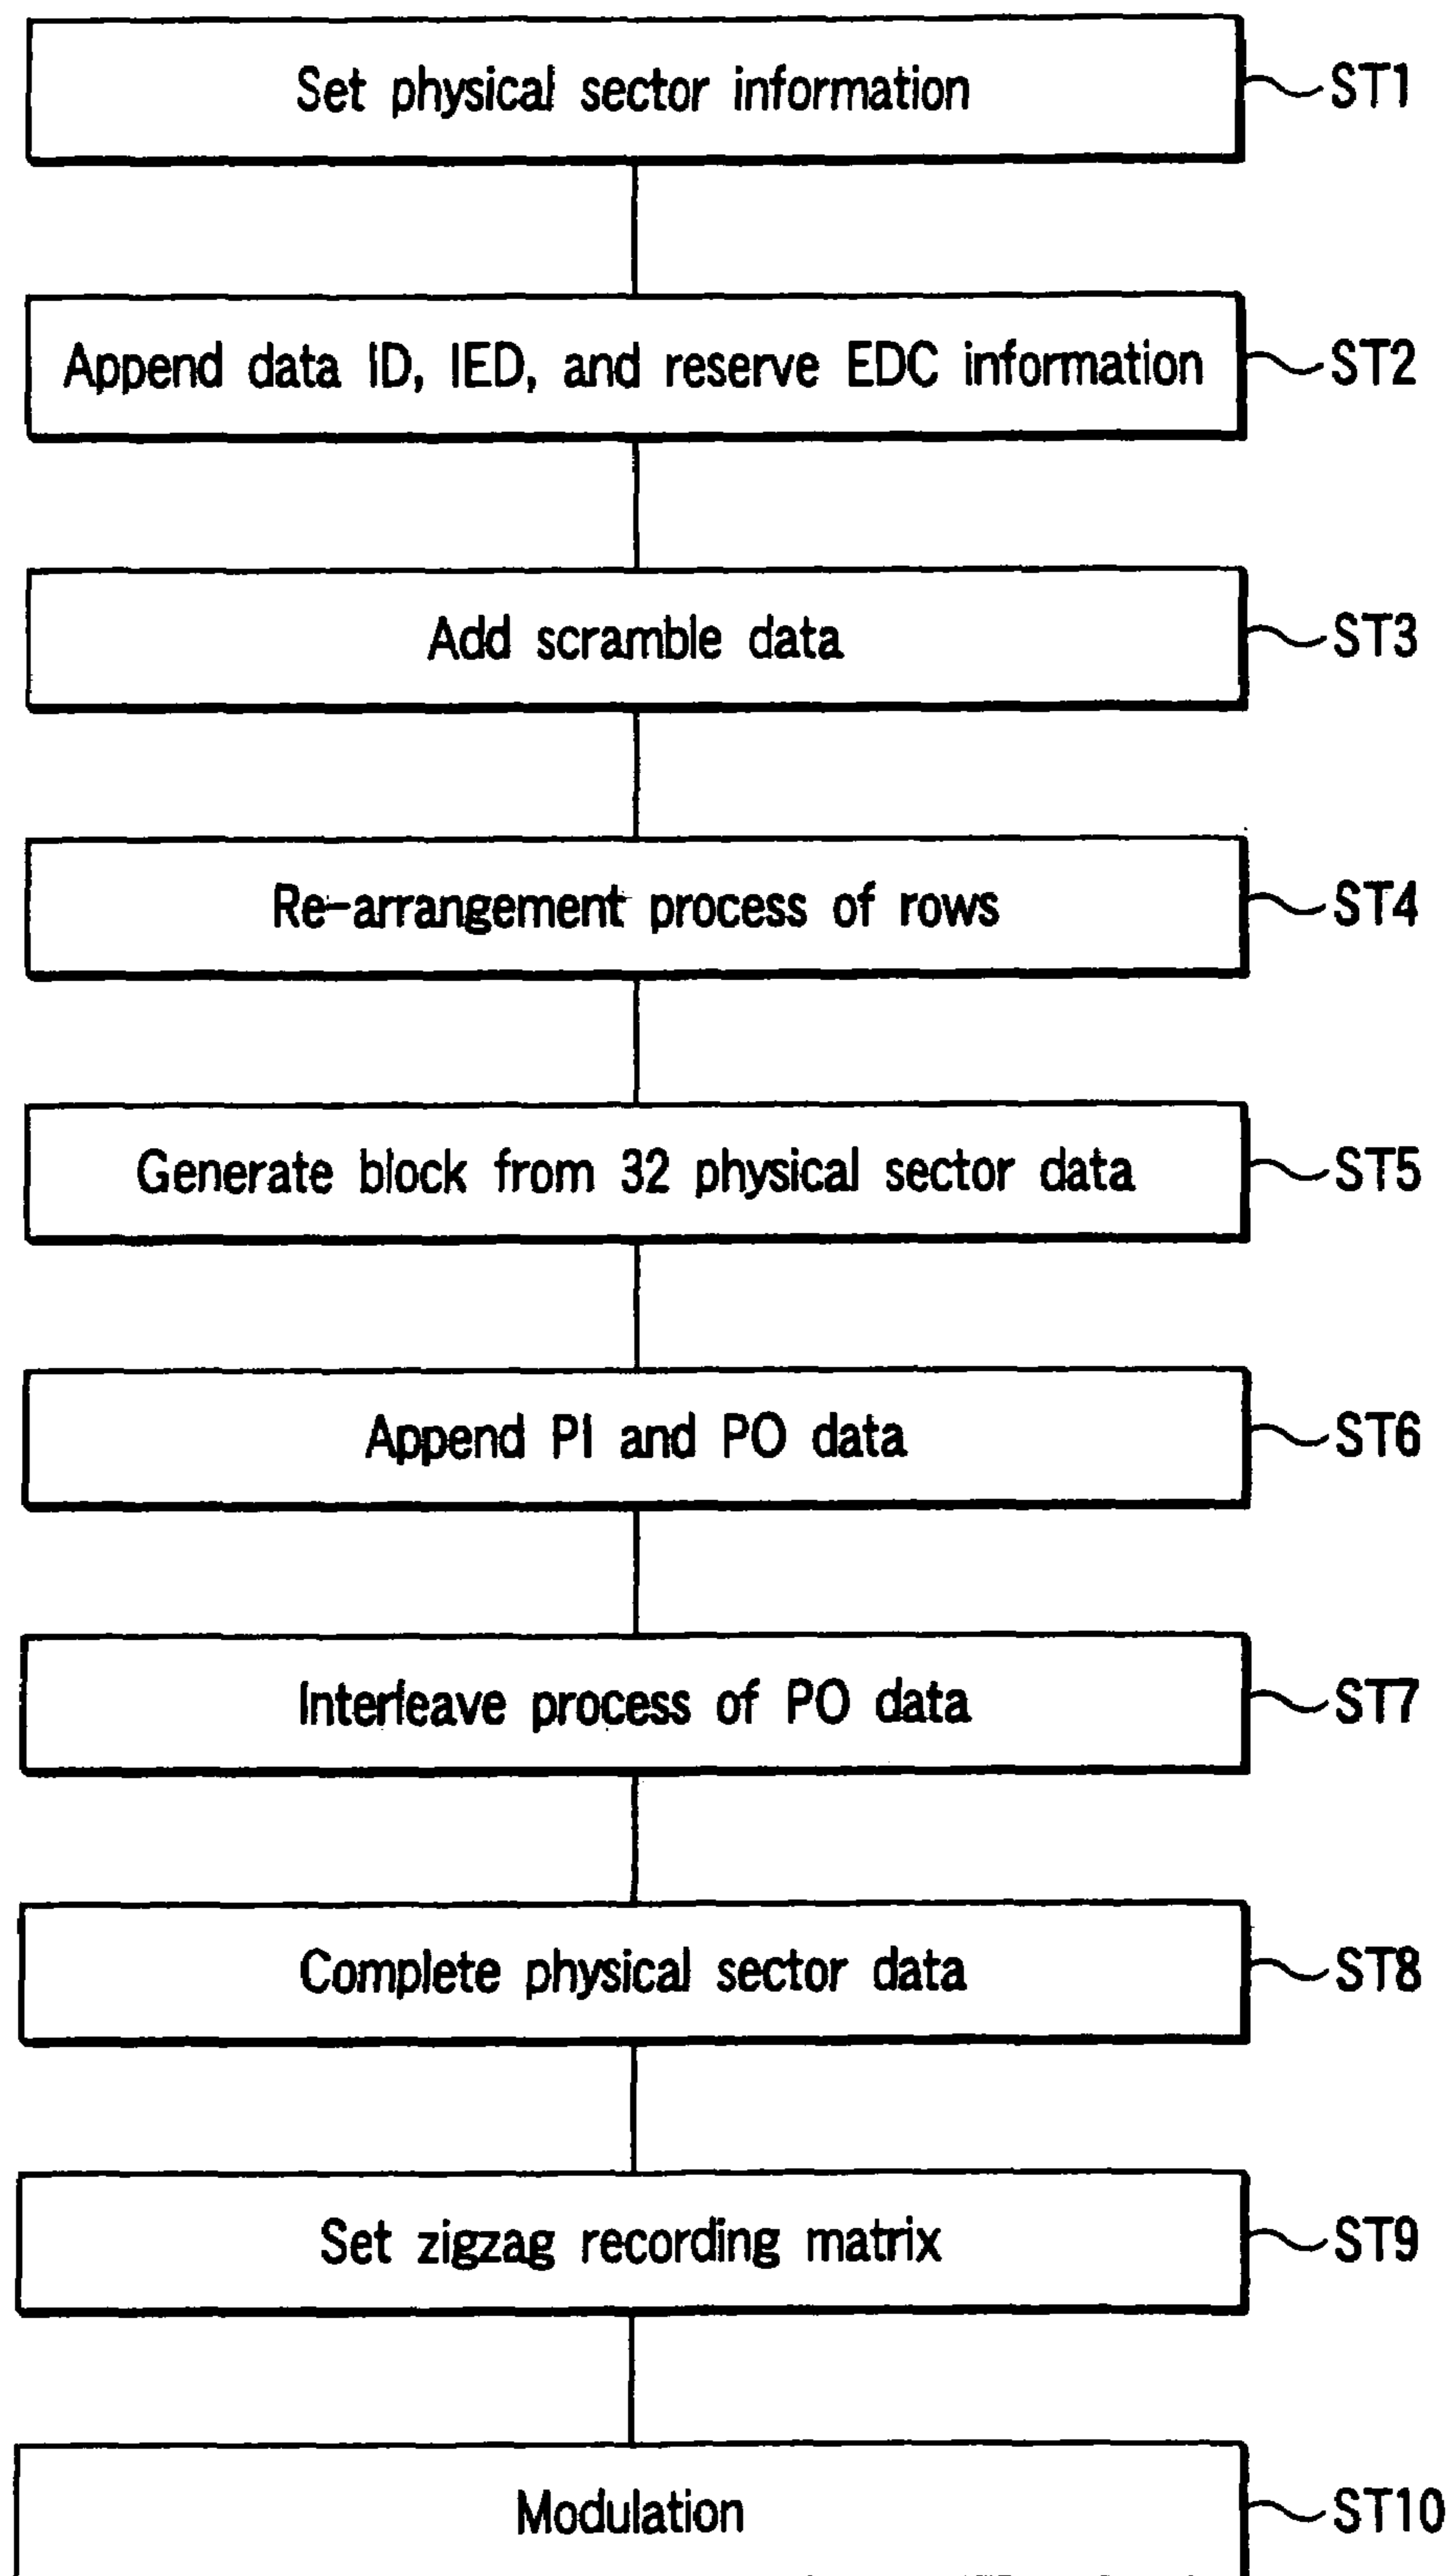 Set physical sector information
ST1
Append data ID, IED, and reserve EDC information
ST2
Add scramble data
ST3
Re-arrangement process of rows
ST4
Generate block from 32 physical sector data
ST5
Append PI and PO data
ST6
Interleave process of PO data
ST7
Complete physical sector data
ST8
Set zigzag recording matrix
ST9
Modulation
ST10